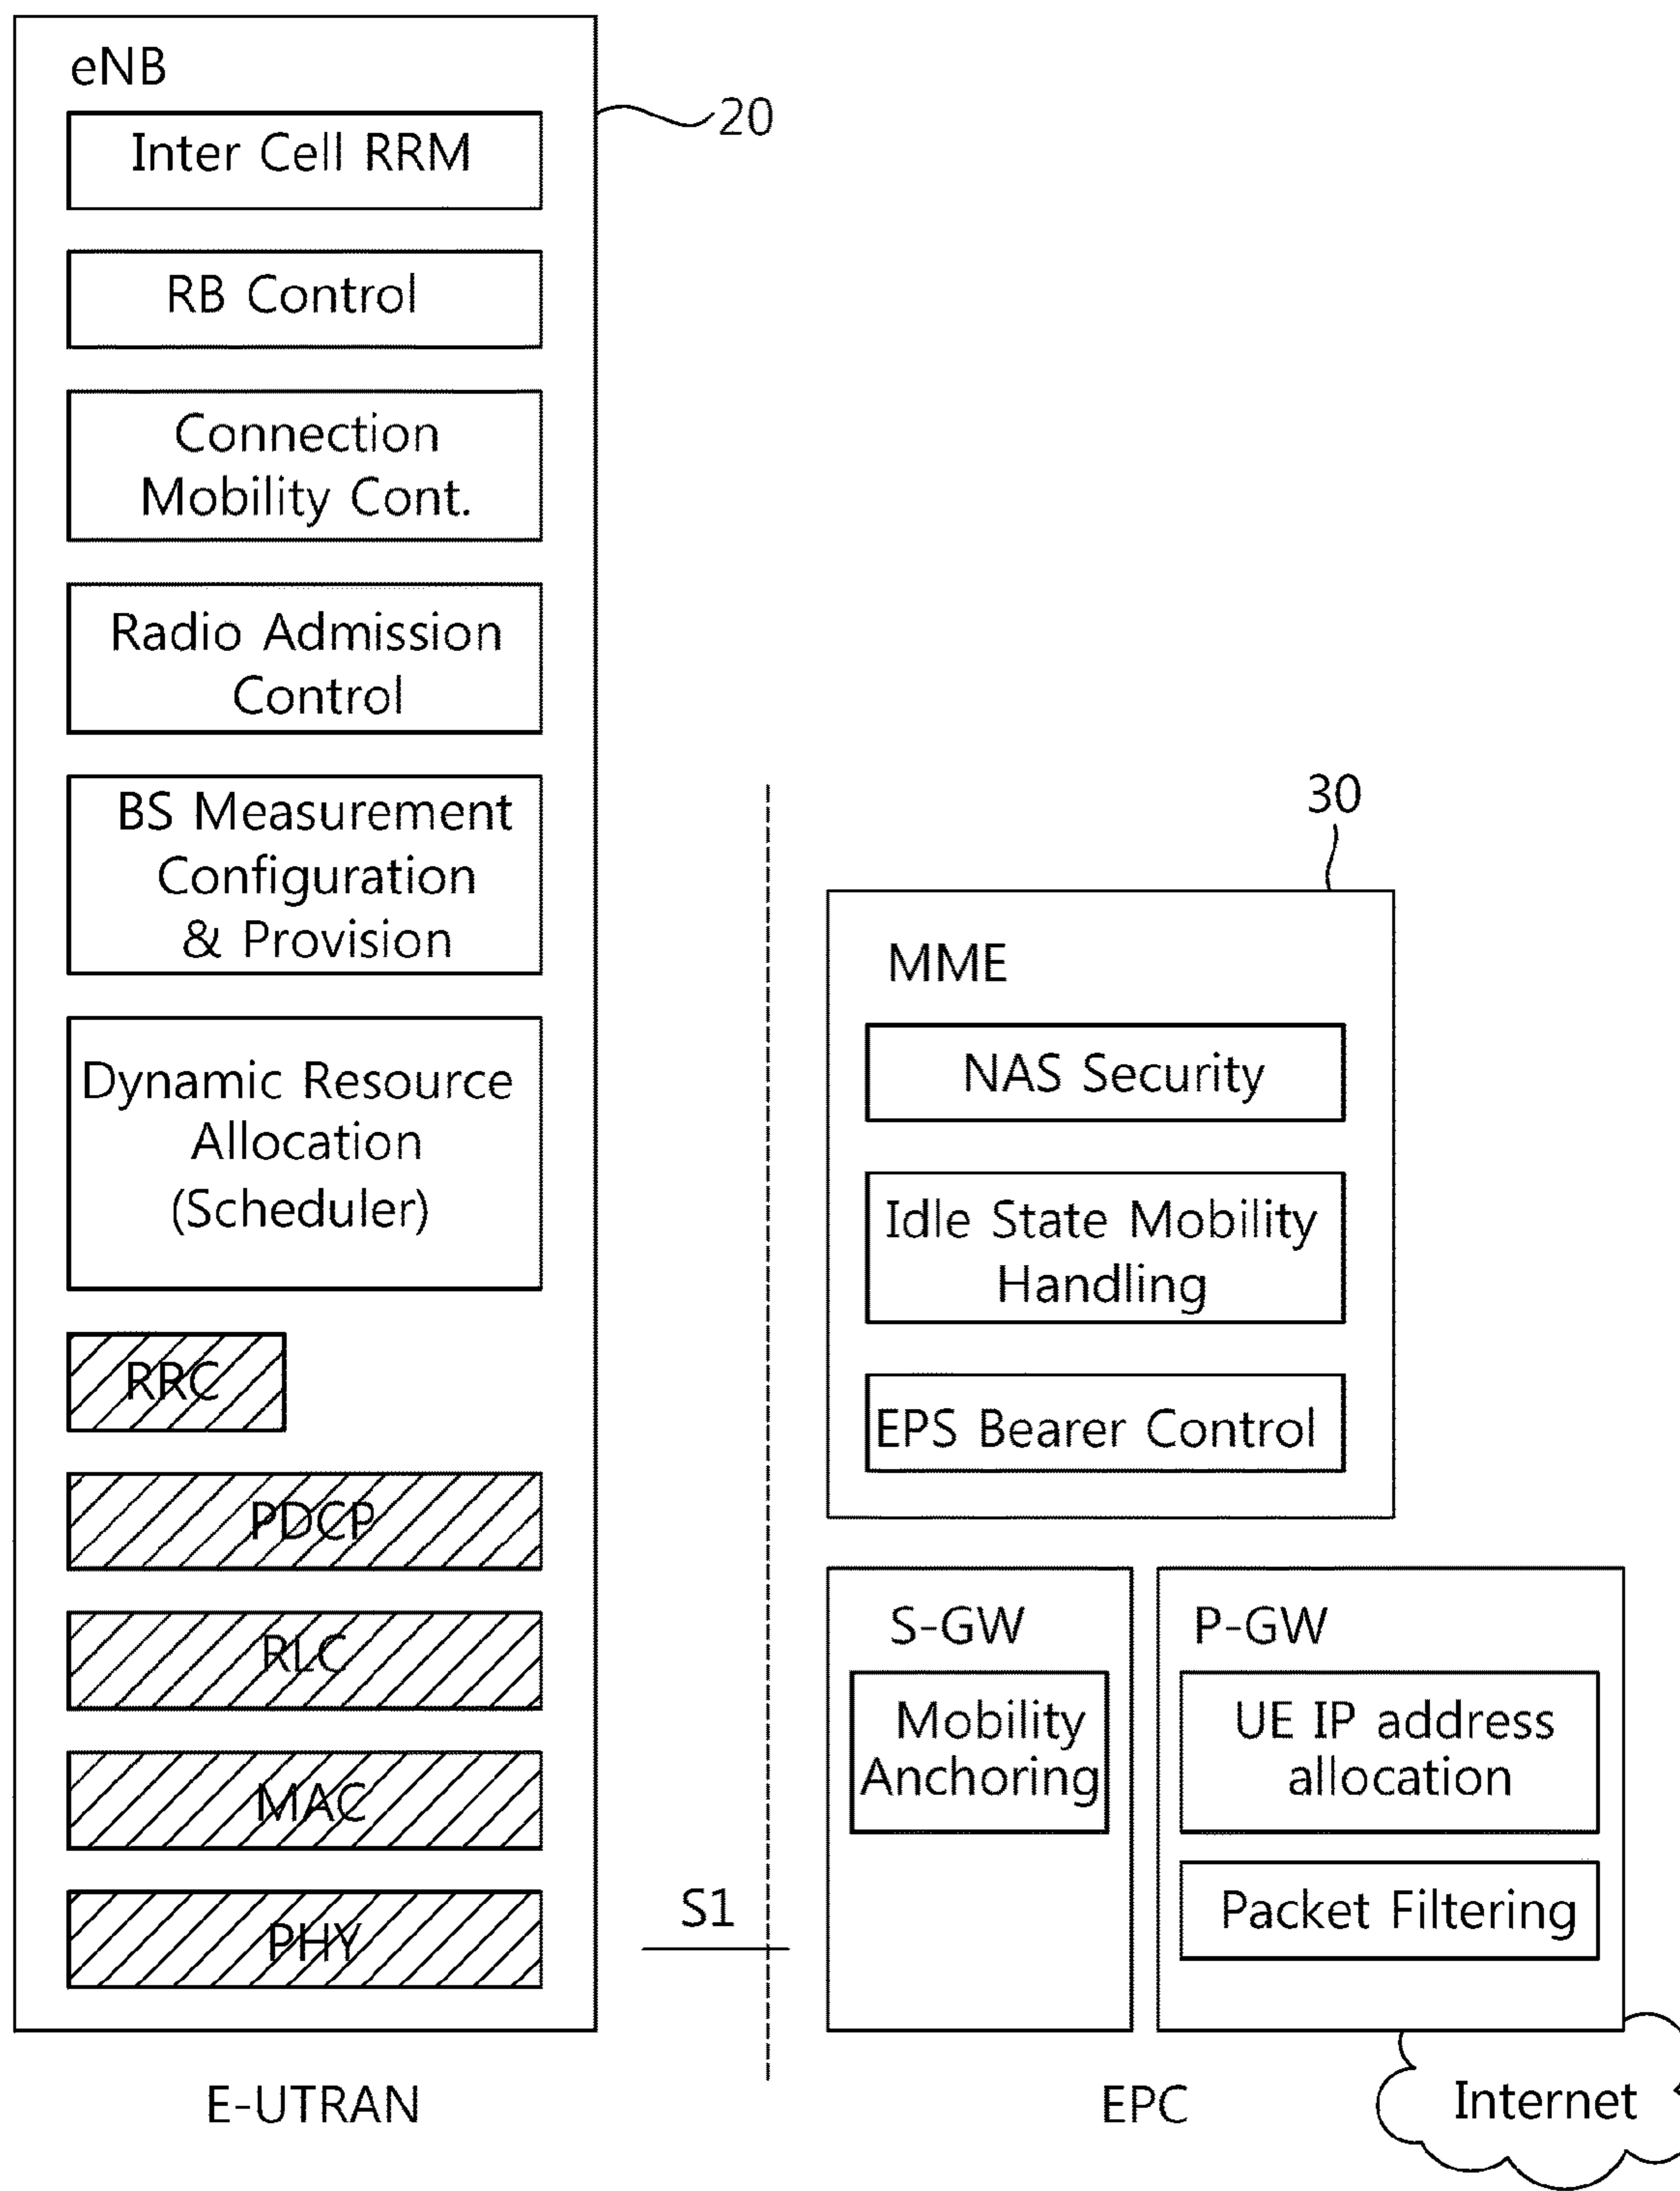 eNB
20
Inter Cell RRM
RB Control
Connection
Mobility Cont.
Radio Admission
Control
BS Measurement
Configuration
& Provision
Dynamic Resource
Allocation
(Scheduler)
RRC
PDCP
RLC
MAC
PHY
S1
E-UTRAN
30
MME
NAS Security
Idle State Mobility
Handling
EPS Bearer Control
S-GW
Mobility
Anchoring
P-GW
UE IP address
allocation
Packet Filtering
EPC
Internet